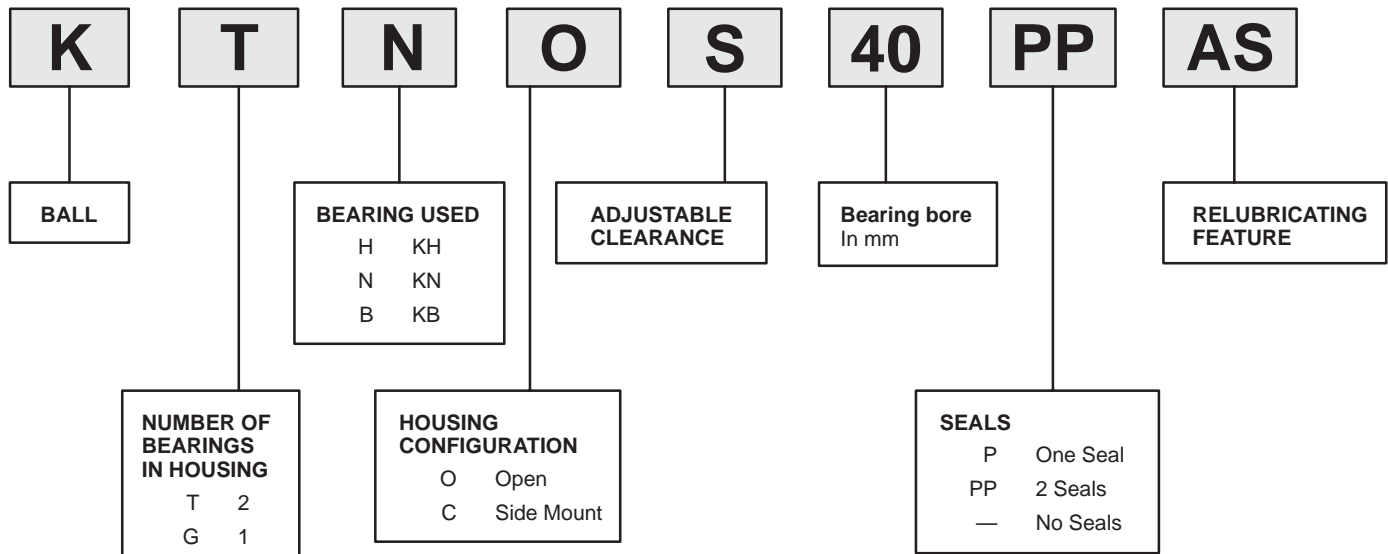 K T N O S 40 PP AS
BALL
BEARING USED
H KH
N KN
B KB
ADJUSTABLE
CLEARANCE
Bearing bore
In mm
RELUBRICATING
FEATURE
NUMBER OF
BEARINGS
IN HOUSING
T 2
G 1
HOUSING
CONFIGURATION
O Open
C Side Mount
SEALS
P One Seal
PP 2 Seals
— No Seals